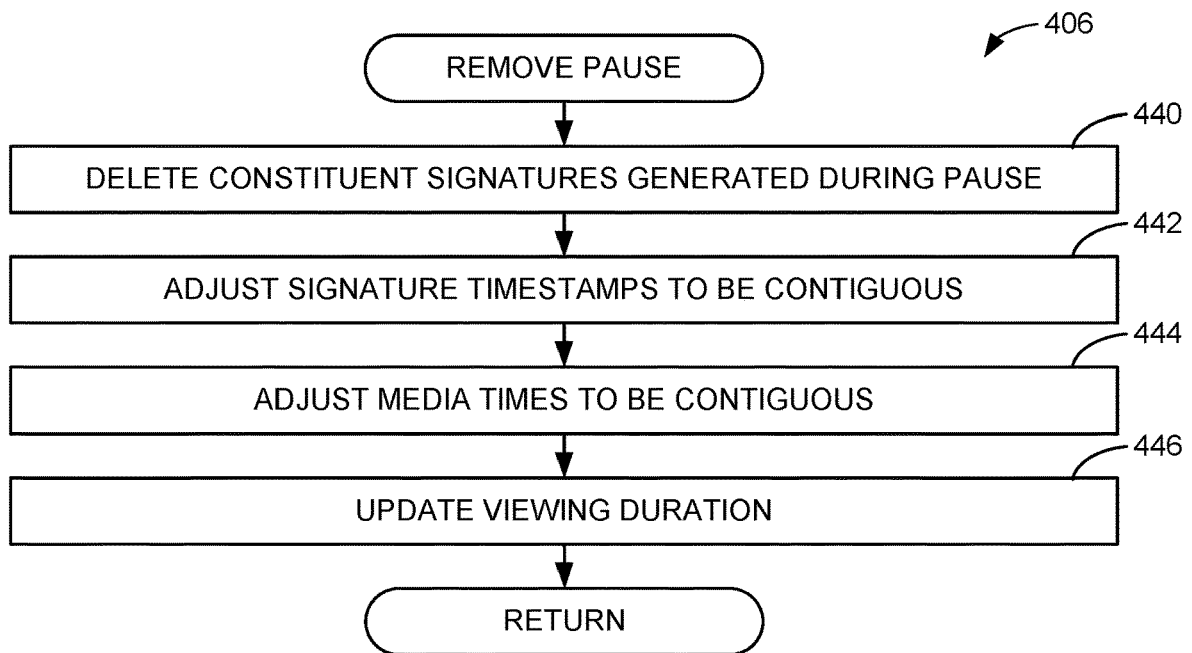 406
REMOVE PAUSE
440
DELETE CONSTITUENT SIGNATURES GENERATED DURING PAUSE
442
ADJUST SIGNATURE TIMESTAMPS TO BE CONTIGUOUS
444
ADJUST MEDIA TIMES TO BE CONTIGUOUS
446
UPDATE VIEWING DURATION
RETURN